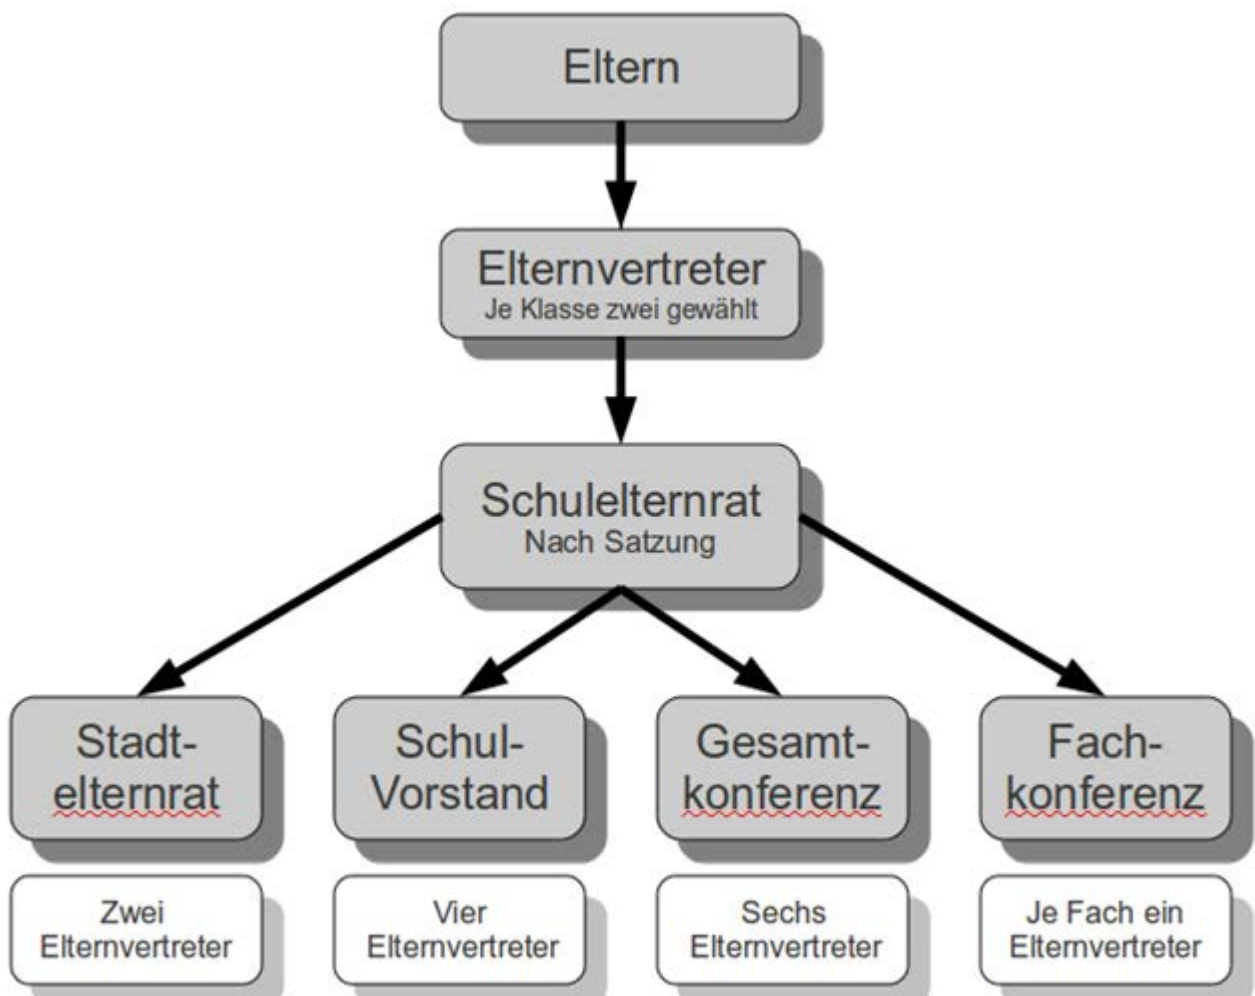 Eltern
Elternvertreter
Je Klasse zwei gewählt
Schulelternrat
Nach Satzung
Stadt-
elternrat
Schul-
Vorstand
Gesamt-
konferenz
Fach-
konferenz
Zwei
Elternvertreter
Vier
Elternvertreter
Sechs
Elternvertreter
Je Fach ein
Elternvertreter